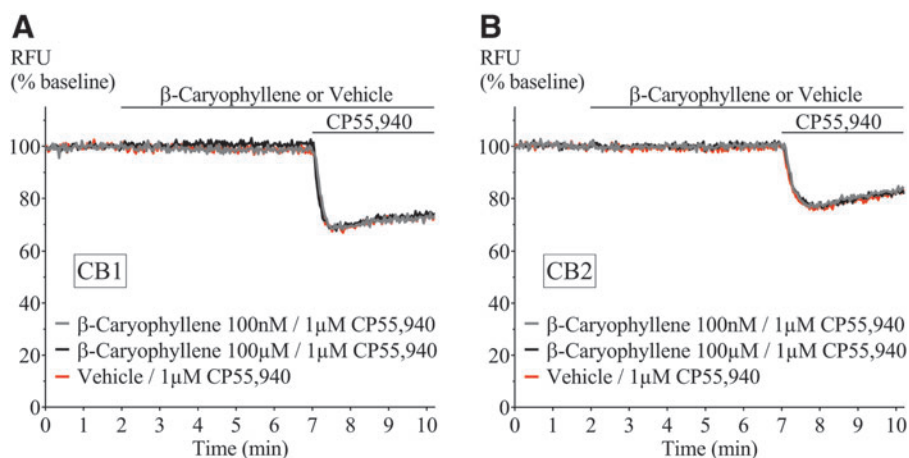 A
RFU
(% baseline)
β-Caryophyllene or Vehicle
CP55,940
100
80
60
40
20
0
CB1
β-Caryophyllene 100nM / 1µM CP55,940
β-Caryophyllene 100µM / 1µM CP55,940
Vehicle / 1µM CP55,940
0 1 2 3 4 5 6 7 8 9 10
Time (min)
B
RFU
(% baseline)
β-Caryophyllene or Vehicle
CP55,940
100
80
60
40
20
0
CB2
β-Caryophyllene 100nM / 1µM CP55,940
β-Caryophyllene 100µM / 1µM CP55,940
Vehicle / 1µM CP55,940
0 1 2 3 4 5 6 7 8 9 10
Time (min)